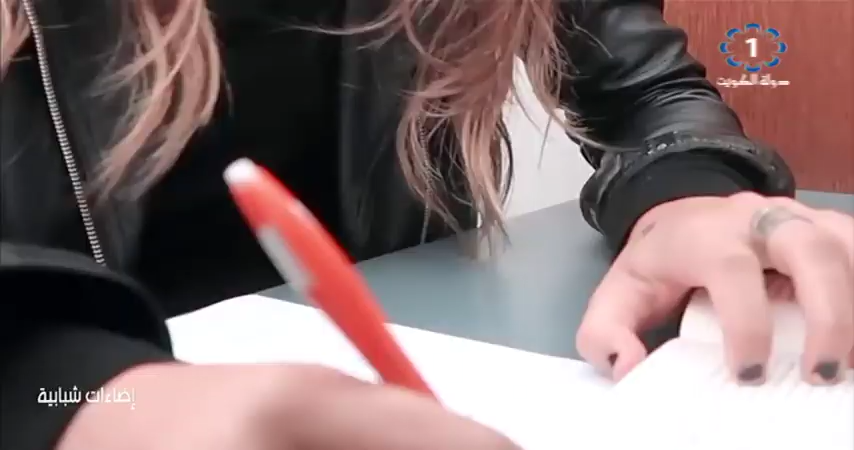 1
دولة الكويت
إضاءات شبابية